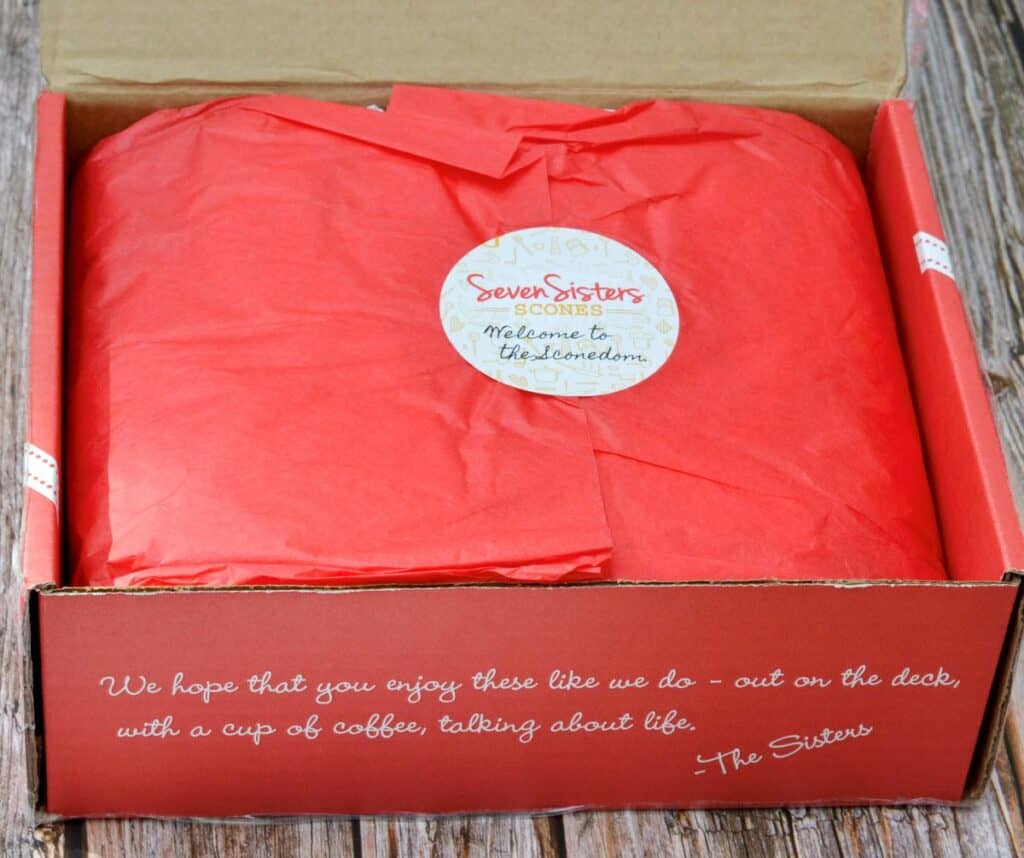 Seven Sisters
SCONES
Welcome to
the Sconedom.
We hope that you enjoy these like we do - out on the deck,
with a cup of coffee, talking about life.
-The Sisters